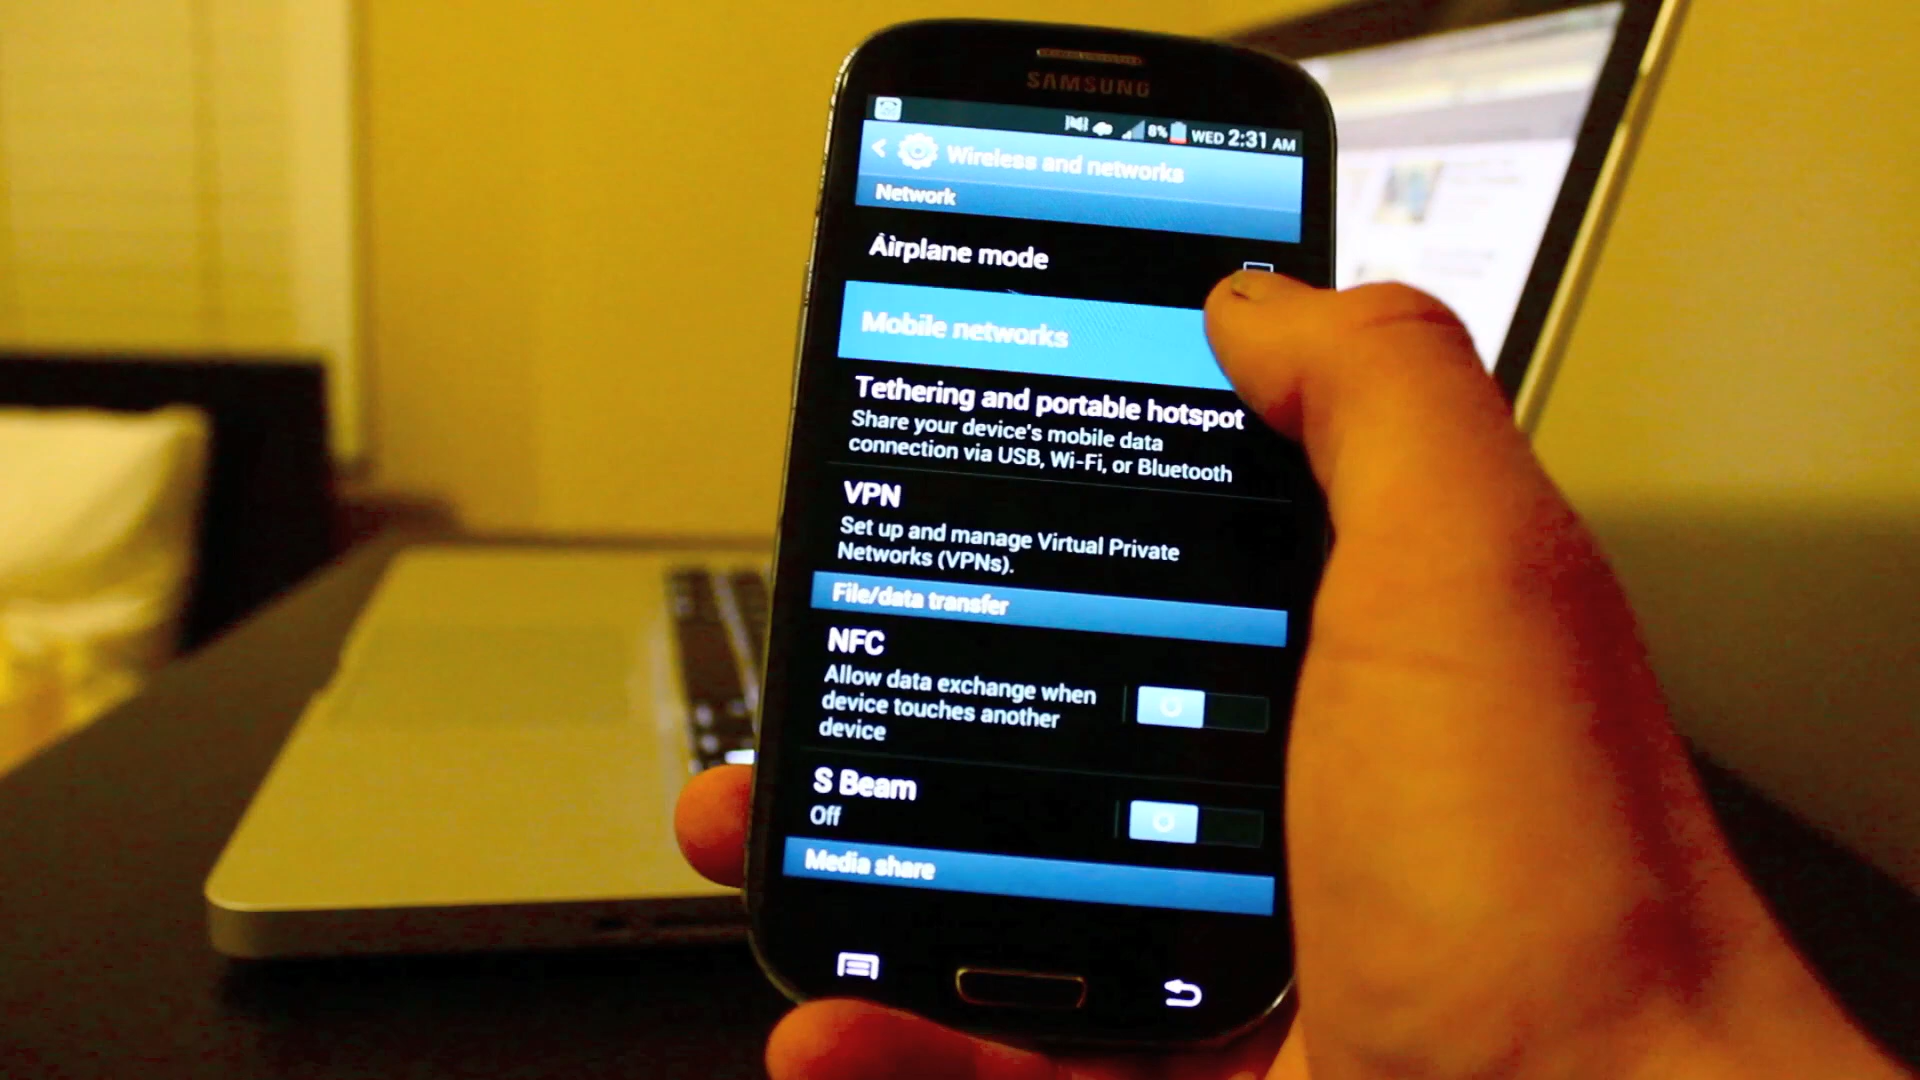 SAMSUNG
8% WED 2:31 AM
< Wireless and networks
Network
Airplane mode
Mobile networks
Tethering and portable hotspot
Share your device's mobile data
connection via USB, Wi-Fi, or Bluetooth
VPN
Set up and manage Virtual Private
Networks (VPNs).
File/data transfer
NFC
Allow data exchange when
device touches another
device
S Beam
Off
Media share